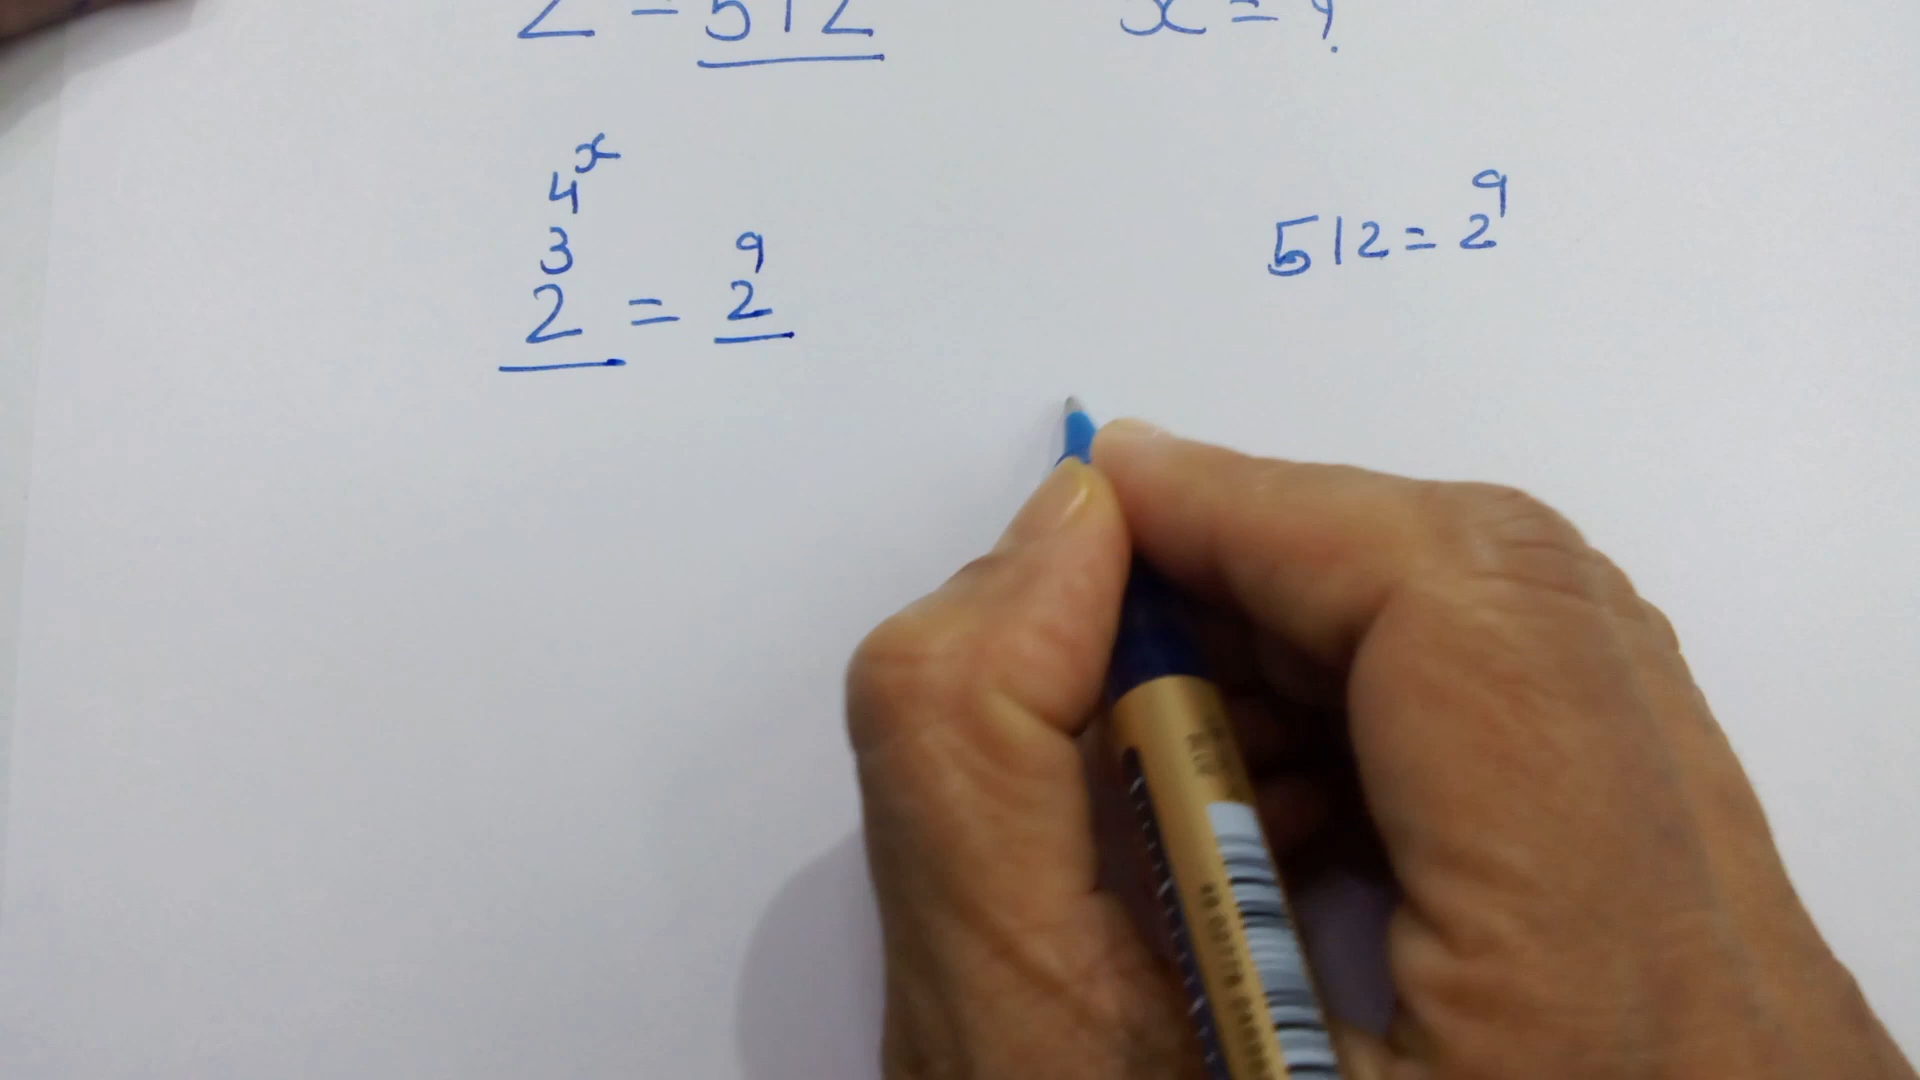 2 = 512 x = ?
2^3^4^x = 2^9 512 = 2^9